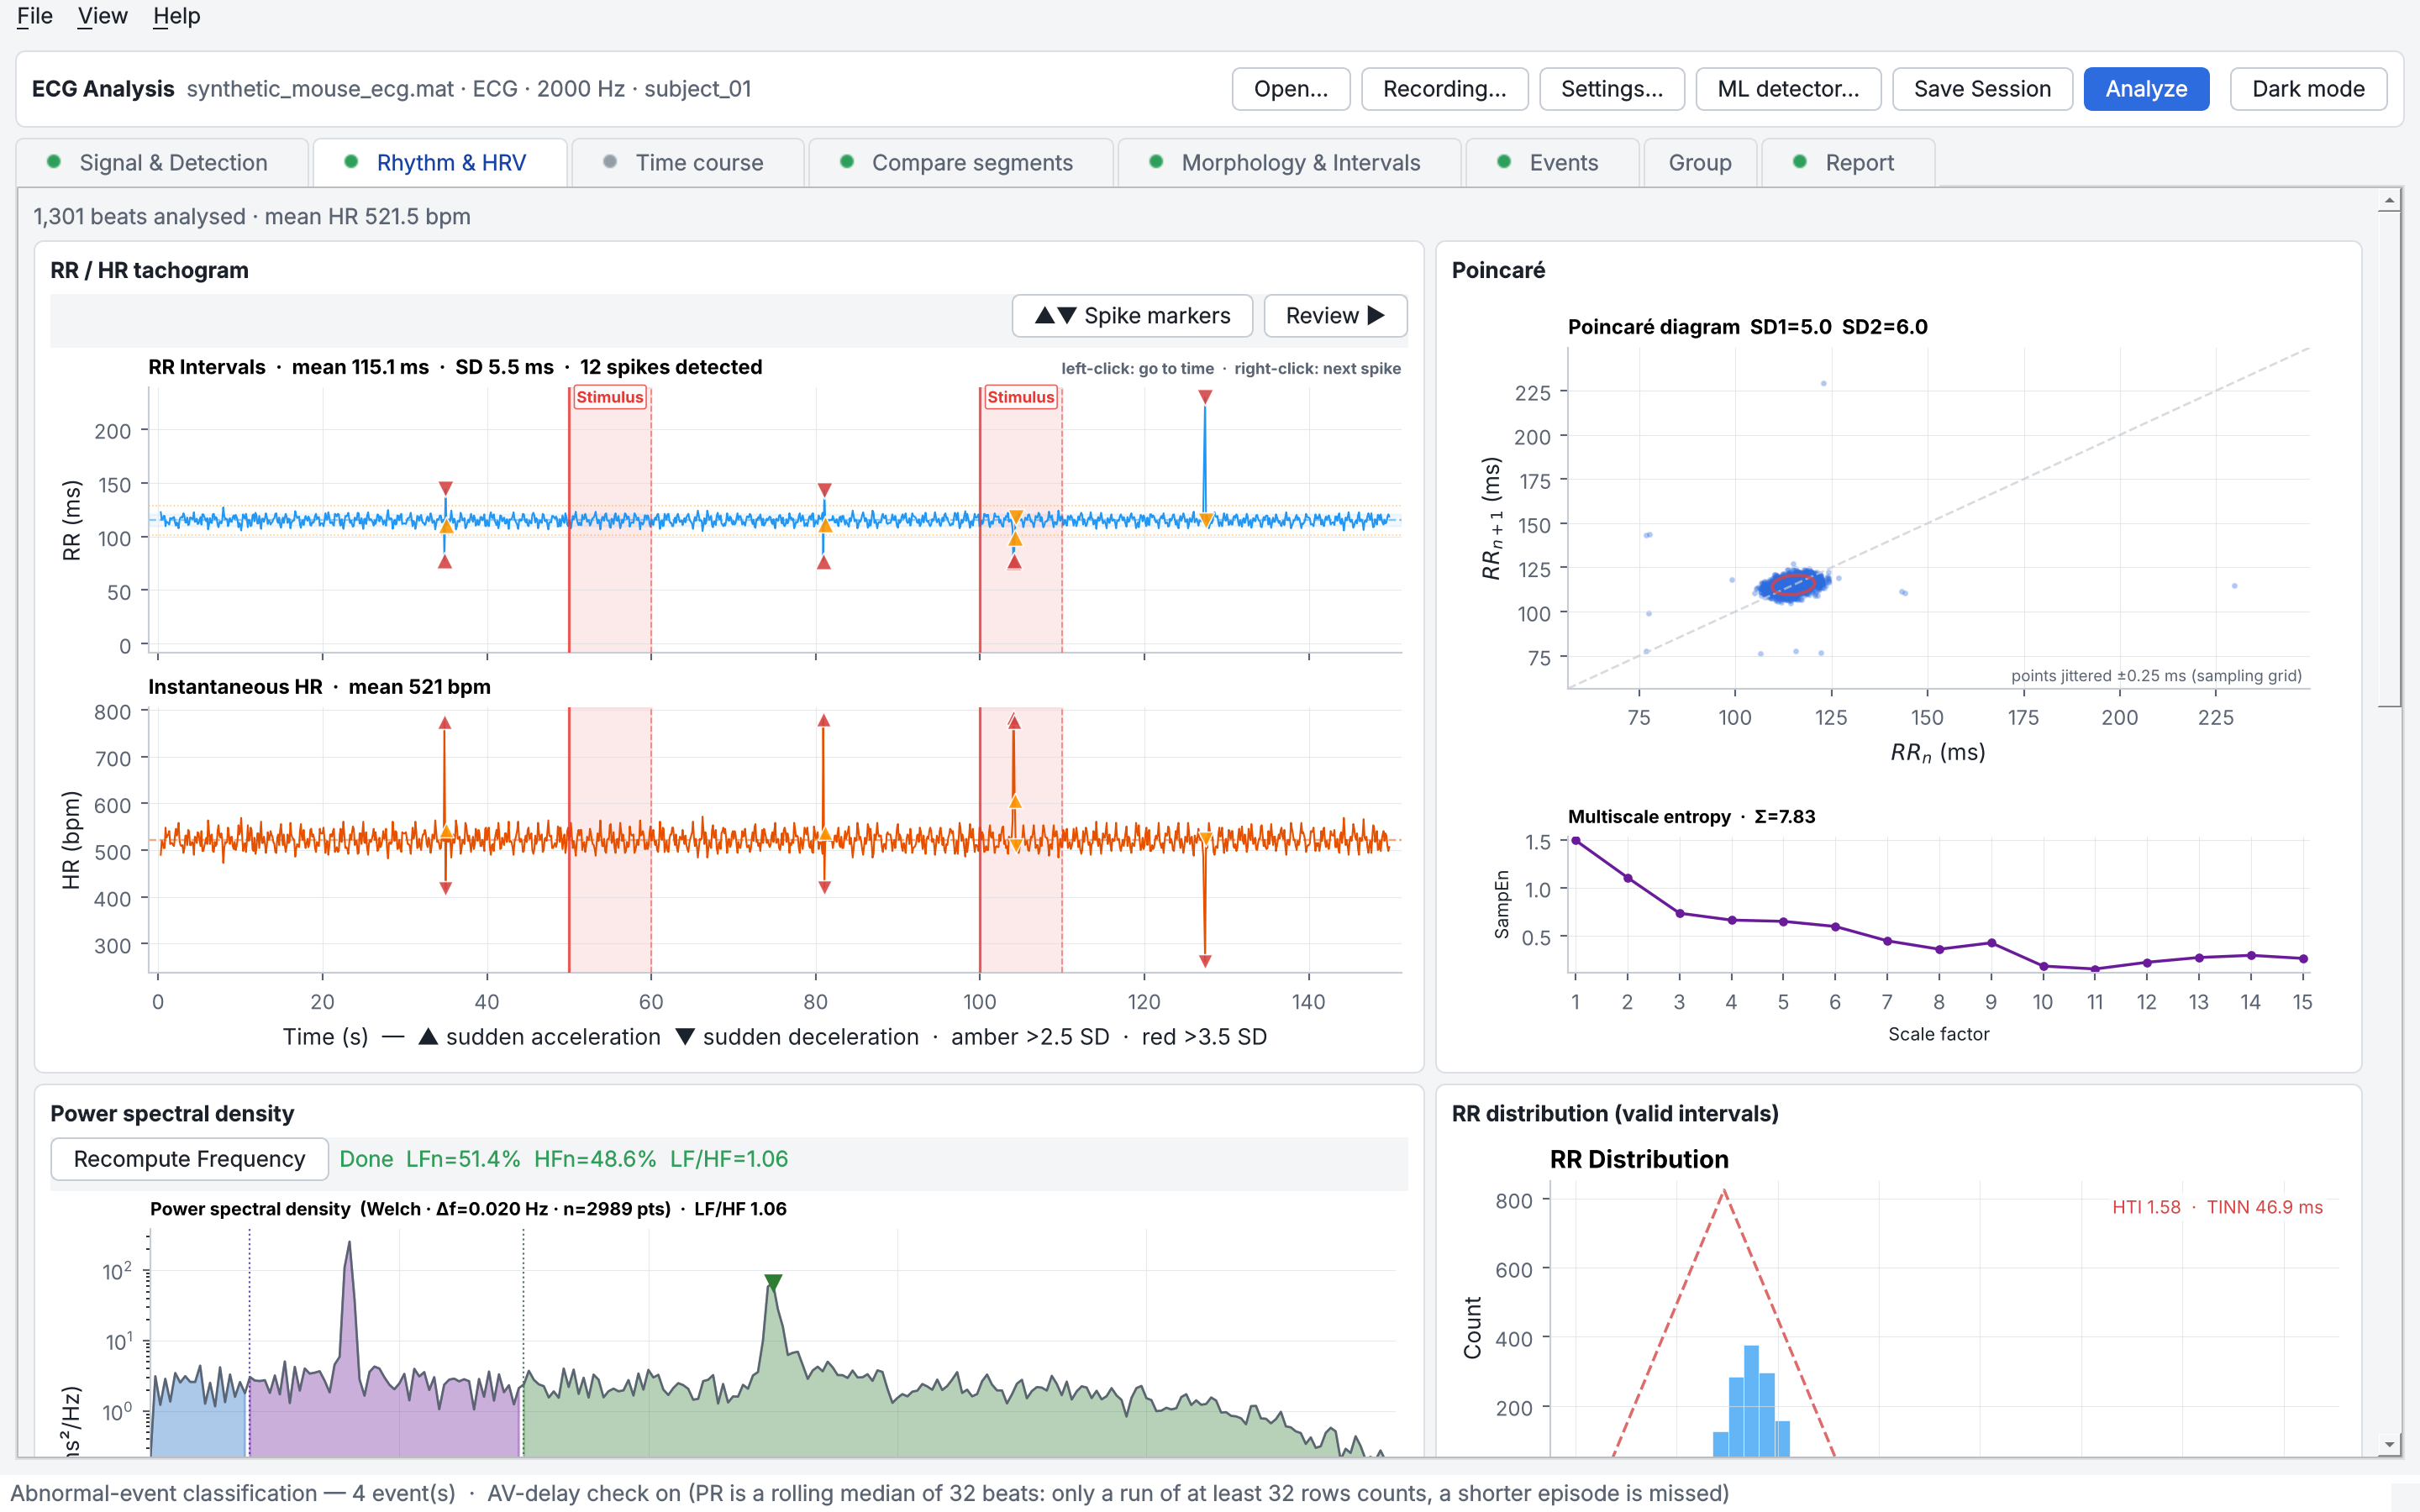 File View Help
ECG Analysis synthetic_mouse_ecg.mat · ECG · 2000 Hz · subject_01 Open... Recording... Settings... ML detector... Save Session Analyze Dark mode
Signal & Detection Rhythm & HRV Time course Compare segments Morphology & Intervals Events Group Report
1,301 beats analysed · mean HR 521.5 bpm
RR / HR tachogram
▲▼ Spike markers Review ▶
RR Intervals · mean 115.1 ms · SD 5.5 ms · 12 spikes detected left-click: go to time · right-click: next spike
Stimulus Stimulus
200
150
100
50
0
RR (ms)
Instantaneous HR · mean 521 bpm
800
700
600
500
400
300
HR (bpm)
0 20 40 60 80 100 120 140
Time (s) — ▲ sudden acceleration ▼ sudden deceleration · amber >2.5 SD · red >3.5 SD
Poincaré
Poincaré diagram SD1=5.0 SD2=6.0
225
200
175
150
125
100
75
RRn + 1 (ms)
points jittered ±0.25 ms (sampling grid)
75 100 125 150 175 200 225
RRn (ms)
Multiscale entropy · Σ=7.83
1.5
1.0
0.5
SampEn
1 2 3 4 5 6 7 8 9 10 11 12 13 14 15
Scale factor
Power spectral density
Recompute Frequency Done LFn=51.4% HFn=48.6% LF/HF=1.06
Power spectral density (Welch · Δf=0.020 Hz · n=2989 pts) · LF/HF 1.06
10²
10¹
10⁰
ms²/Hz)
RR distribution (valid intervals)
RR Distribution
HTI 1.58 · TINN 46.9 ms
800
600
400
200
Count
Abnormal-event classification — 4 event(s) · AV-delay check on (PR is a rolling median of 32 beats: only a run of at least 32 rows counts, a shorter episode is missed)